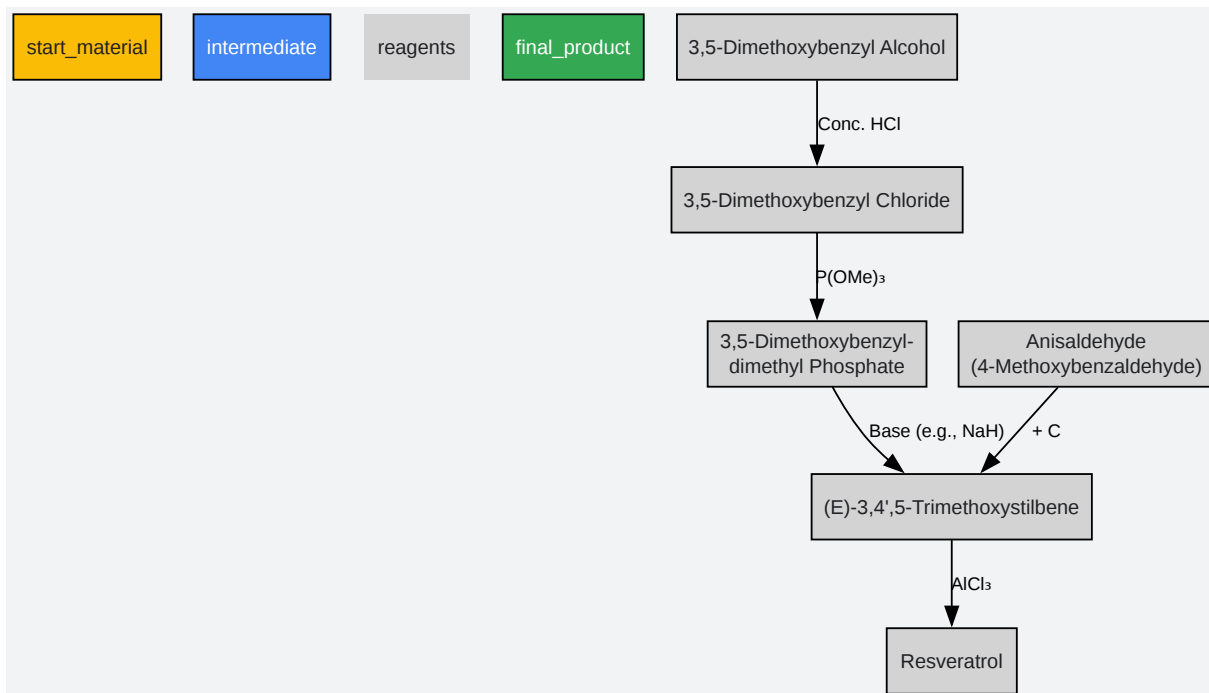 start_material
intermediate
reagents
final_product
3,5-Dimethoxybenzyl Alcohol
Conc. HCl
3,5-Dimethoxybenzyl Chloride
P(OMe)₃
3,5-Dimethoxybenzyl-
dimethyl Phosphate
Anisaldehyde
(4-Methoxybenzaldehyde)
Base (e.g., NaH)
+ C
(E)-3,4',5-Trimethoxystilbene
AlCl₃
Resveratrol